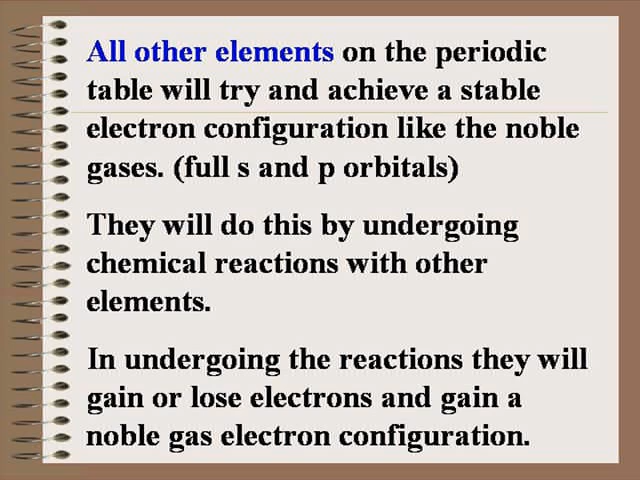 All other elements on the periodic
table will try and achieve a stable
electron configuration like the noble
gases. (full s and p orbitals)
They will do this by undergoing
chemical reactions with other
elements.
In undergoing the reactions they will
gain or lose electrons and gain a
noble gas electron configuration.